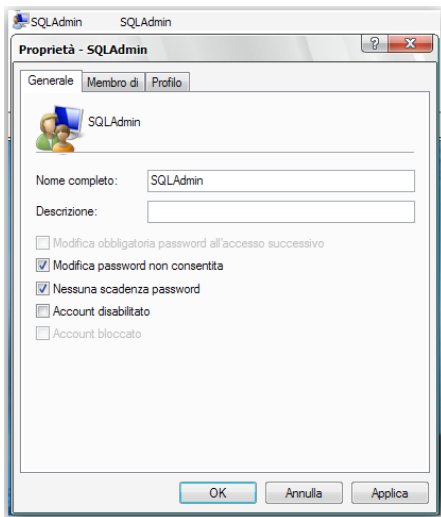 SQLAdmin SQLAdmin
Proprietà - SQLAdmin
Generale Membro di Profilo
SQLAdmin
Nome completo: SQLAdmin
Descrizione:
Modifica obbligatoria password all'accesso successivo
Modifica password non consentita
Nessuna scadenza password
Account disabilitato
Account bloccato
OK Annulla Applica